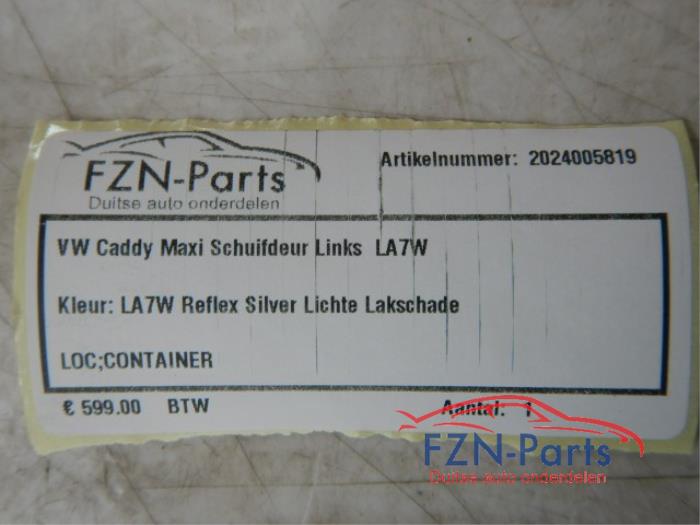 FZN-Parts
Duitse auto onderdelen
Artikelnummer: 2024005819
VW Caddy Maxi Schuifdeur Links LA7W
Kleur: LA7W Reflex Silver Lichte Lakschade
LOC;CONTAINER
€ 599.00 BTW
Aantal: 1
FZN-Parts
Duitse auto onderdelen